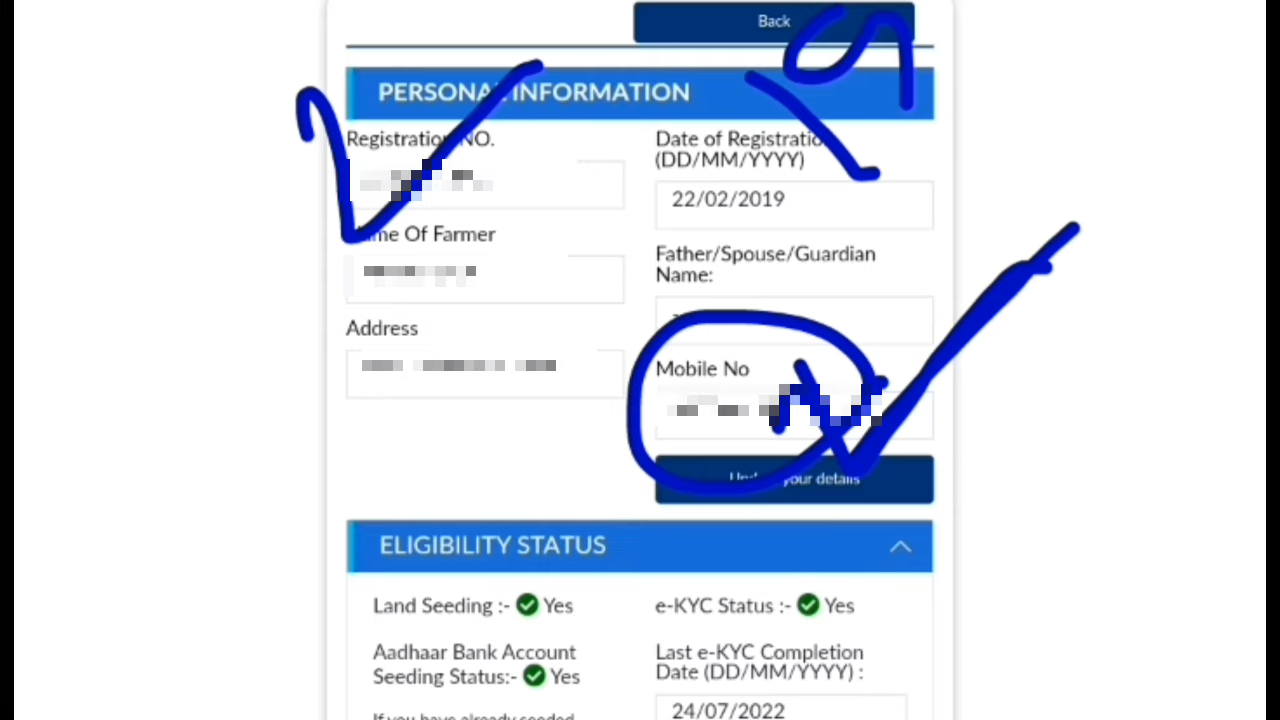 Back
PERSONAL INFORMATION
Registration NO.
Date of Registration
(DD/MM/YYYY)
22/02/2019
Name Of Farmer
Father/Spouse/Guardian
Name:
Address
Mobile No
Update your details
ELIGIBILITY STATUS
Land Seeding :- Yes
e-KYC Status :- Yes
Aadhaar Bank Account
Seeding Status:- Yes
Last e-KYC Completion
Date (DD/MM/YYYY) :
If you have already seeded
24/07/2022